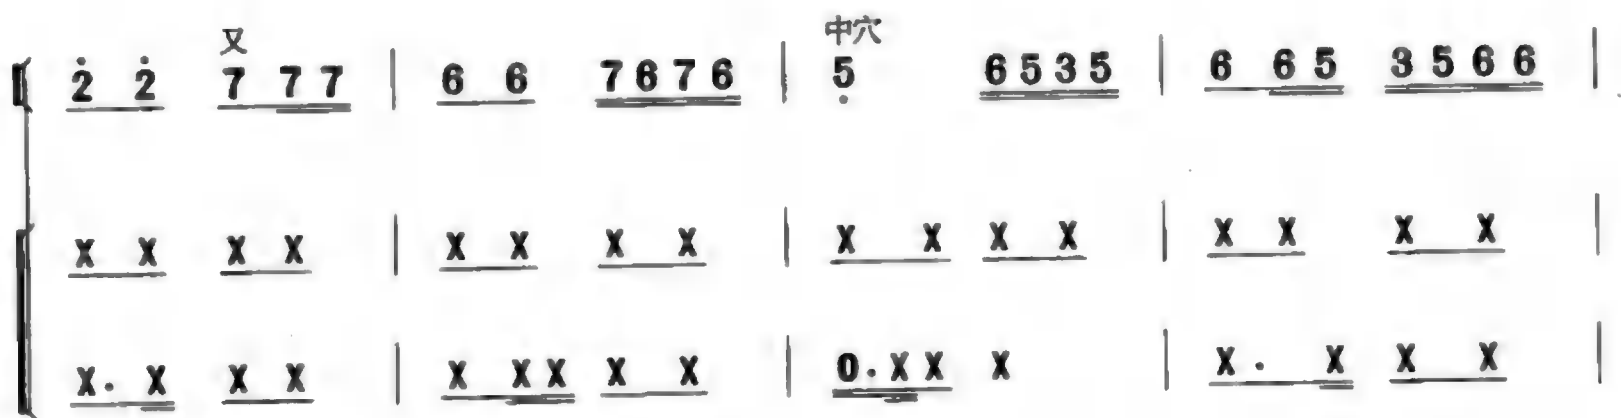 又 中穴
2̇ 2̇ 7 7 7 | 6 6 7 6 7 6 | 5̣ 6 5 3 5 | 6 6 5 3 5 6 6 |
X X X X | X X X X | X X X X | X X X X |
X. X X X | X X X X X | 0. X X X | X. X X X |